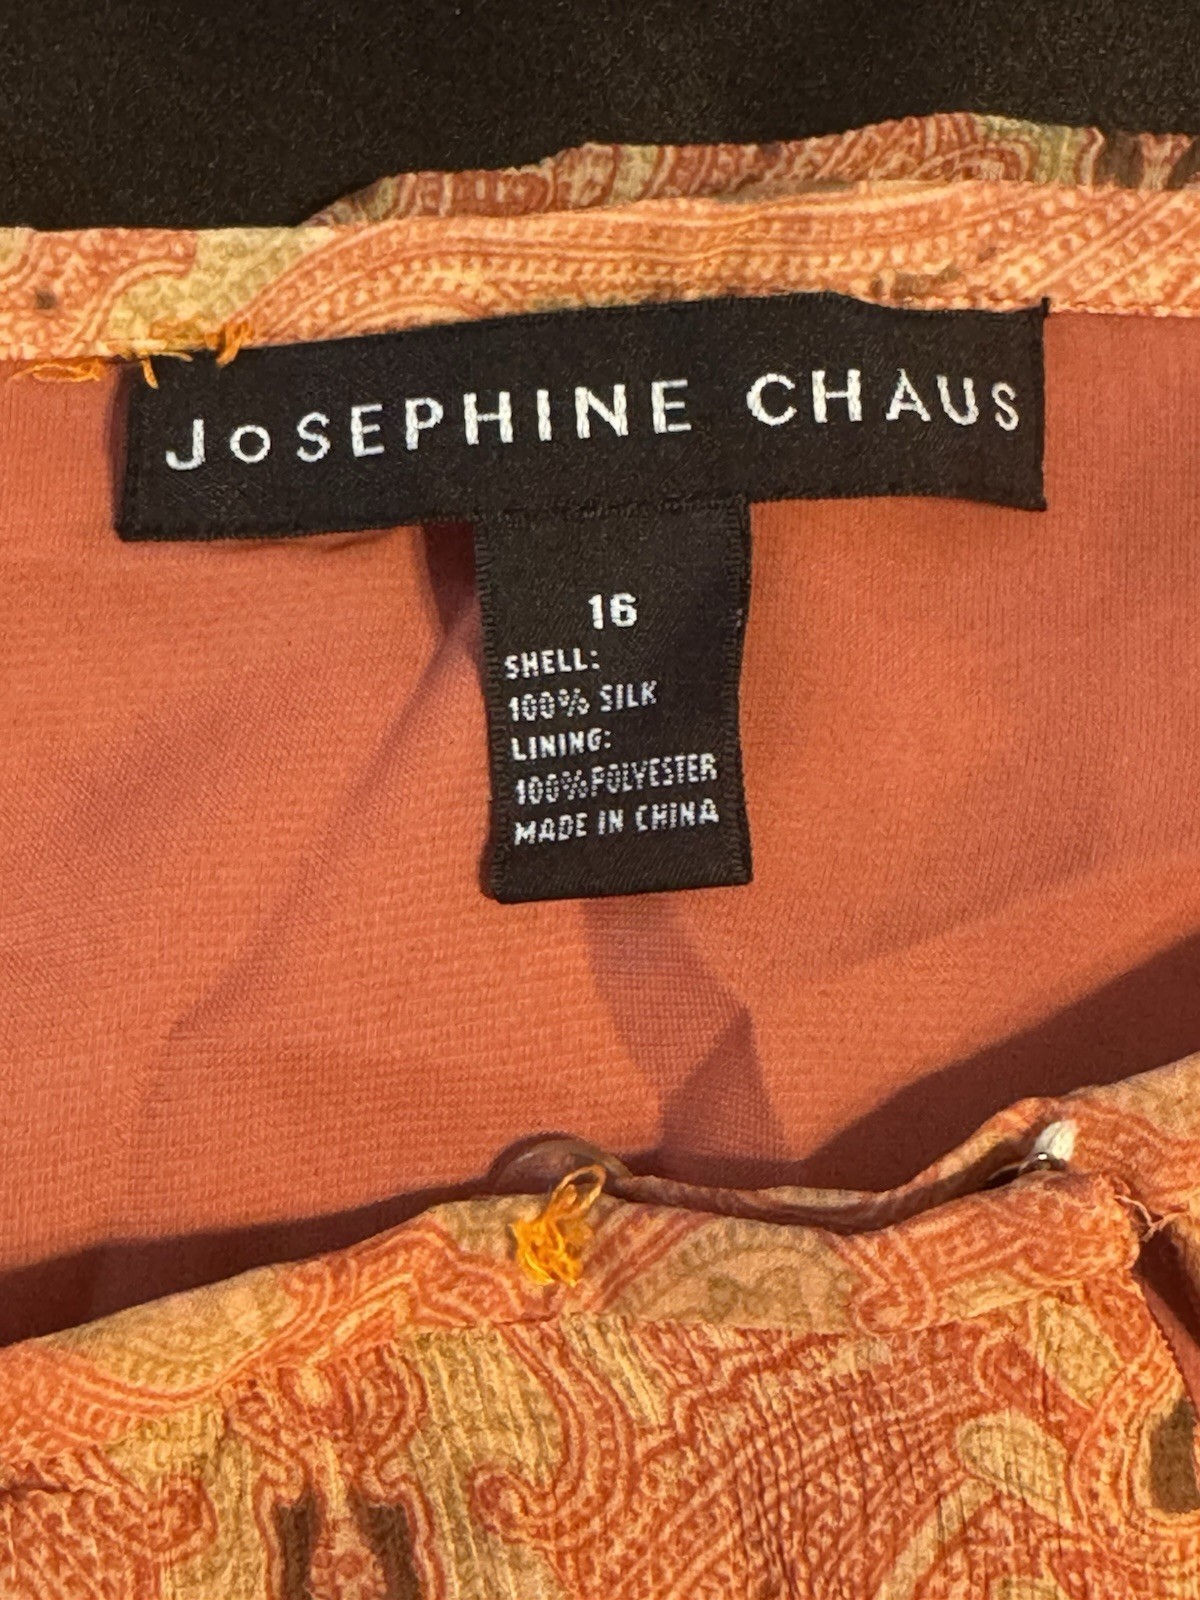 JoSEPHINE CHAUS
16
SHELL:
100% SILK
LINING:
100%POLYESTER
MADE IN CHINA